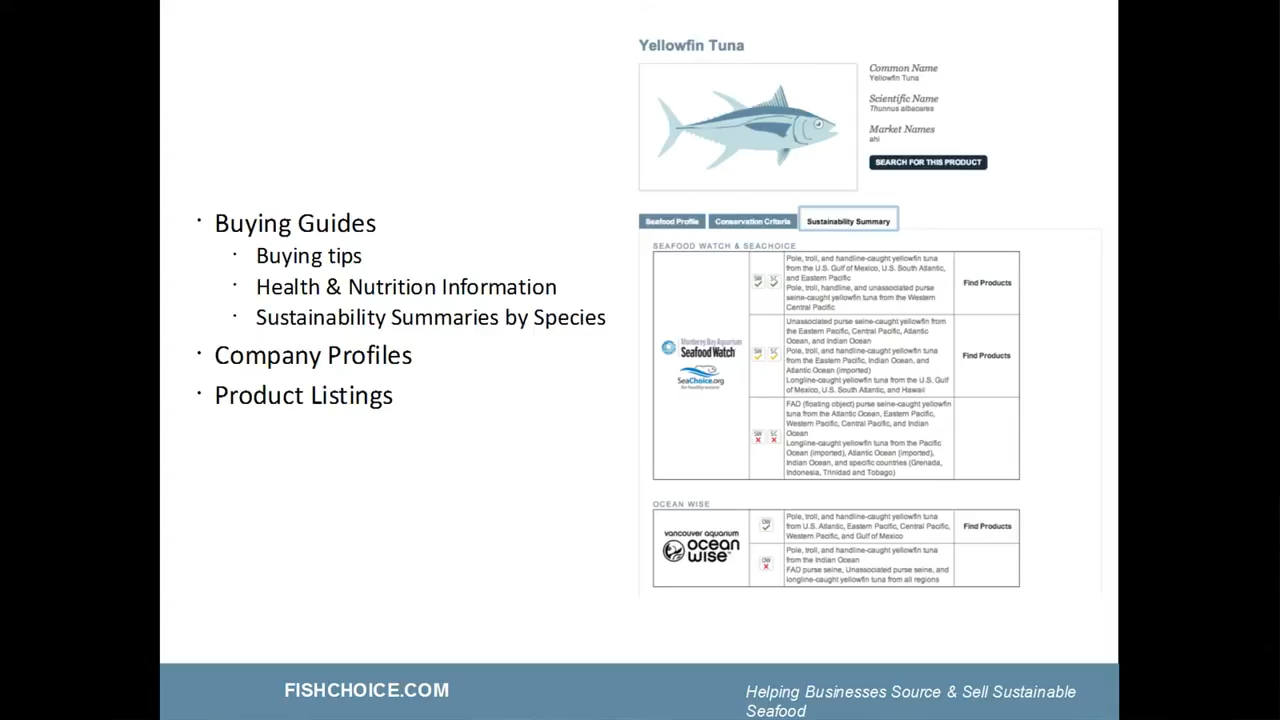 Buying Guides
Buying tips
Health & Nutrition Information
Sustainability Summaries by Species
Company Profiles
Product Listings
Yellowfin Tuna
Common Name
Yellowfin Tuna
Scientific Name
Thunnus albacares
Market Names
ahi
SEARCH FOR THIS PRODUCT
Seafood Profile
Conservation Criteria
Sustainability Summary
SEAFOOD WATCH & SEACHOICE
Monterey Bay Aquarium
Seafood Watch
SeaChoice.org
SW SC
Pole, troll, and handline-caught yellowfin tuna
from the U.S. Gulf of Mexico, U.S. South Atlantic,
and Eastern Pacific
Pole, troll, handline, and unassociated purse
seine-caught yellowfin tuna from the Western
Central Pacific
Find Products
SW SC
Unassociated purse seine-caught yellowfin from
the Eastern Pacific, Central Pacific, Atlantic
Ocean, and Indian Ocean
Pole, troll, and handline-caught yellowfin tuna
from the Eastern Pacific, Indian Ocean, and
Atlantic Ocean (imported)
Longline-caught yellowfin tuna from the U.S. Gulf
of Mexico, U.S. South Atlantic, and Hawaii
Find Products
SW SC
FAD (floating object) purse seine-caught yellowfin
tuna from the Atlantic Ocean, Eastern Pacific,
Western Pacific, Central Pacific, and Indian
Ocean
Longline-caught yellowfin tuna from the Pacific
Ocean (imported), Atlantic Ocean (imported),
Indian Ocean, and specific countries (Grenada,
Indonesia, Trinidad and Tobago)
OCEAN WISE
vancouver aquarium
ocean
wise
OW
Pole, troll, and handline-caught yellowfin tuna
from U.S. Atlantic, Eastern Pacific, Central Pacific,
Western Pacific, and Gulf of Mexico
Find Products
OW
Pole, troll, and handline-caught yellowfin tuna
from the Indian Ocean
FAD purse seine, Unassociated purse seine, and
longline-caught yellowfin tuna from all regions
FISHCHOICE.COM
Helping Businesses Source & Sell Sustainable
Seafood